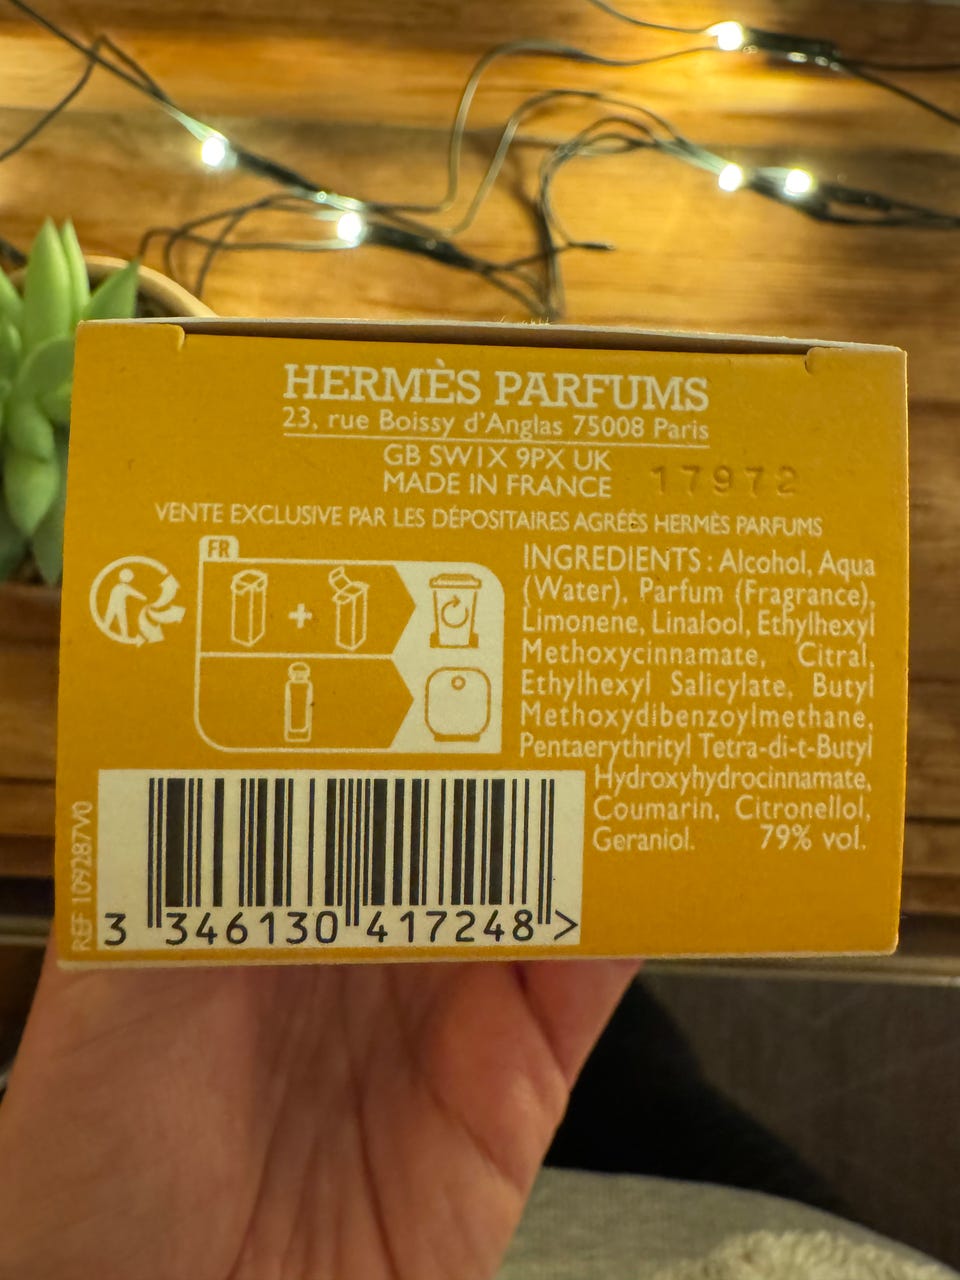 HERMÈS PARFUMS
23, rue Boissy d'Anglas 75008 Paris
GB SW1X 9PX UK
MADE IN FRANCE
17972
VENTE EXCLUSIVE PAR LES DÉPOSITAIRES AGRÉÉS HERMÈS PARFUMS
FR
INGREDIENTS : Alcohol, Aqua
(Water), Parfum (Fragrance),
Limonene, Linalool, Ethylhexyl
Methoxycinnamate, Citral,
Ethylhexyl Salicylate, Butyl
Methoxydibenzoylmethane,
Pentaerythrityl Tetra-di-t-Butyl
Hydroxyhydrocinnamate,
Coumarin, Citronellol,
Geraniol. 79% vol.
REF 109287V0
3 346130 417248 >